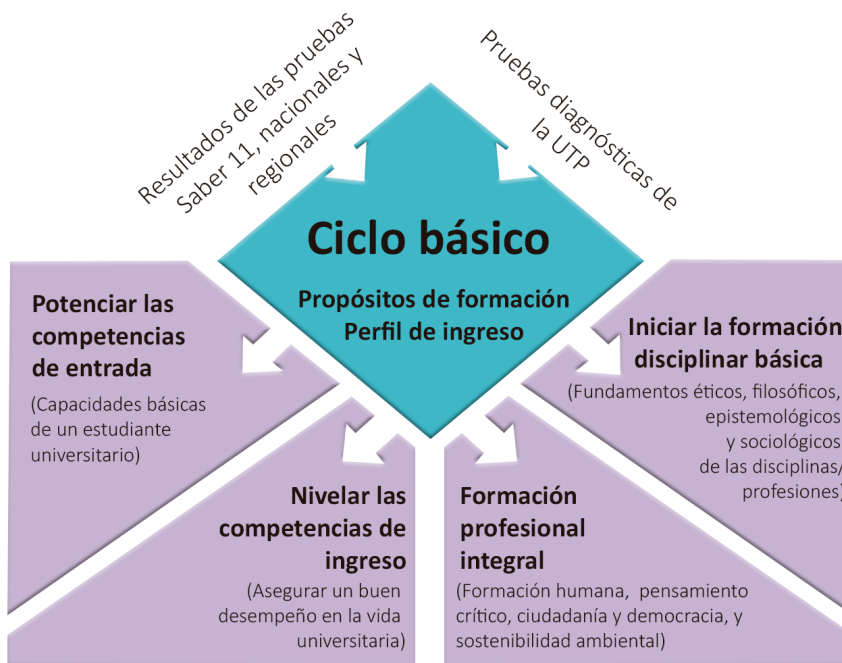 Resultados de las pruebas
Saber 11, nacionales y
regionales
Pruebas diagnósticas de
la UTP
Ciclo básico
Propósitos de formación
Perfil de ingreso
Potenciar las
competencias
de entrada
(Capacidades básicas
de un estudiante
universitario)
Nivelar las
competencias de
ingreso
(Asegurar un buen
desempeño en la vida
universitaria)
Formación
profesional
integral
(Formación humana, pensamiento
crítico, ciudadanía y democracia, y
sostenibilidad ambiental)
Iniciar la formación
disciplinar básica
(Fundamentos éticos, filosóficos,
epistemológicos
y sociológicos
de las disciplinas/
profesiones)